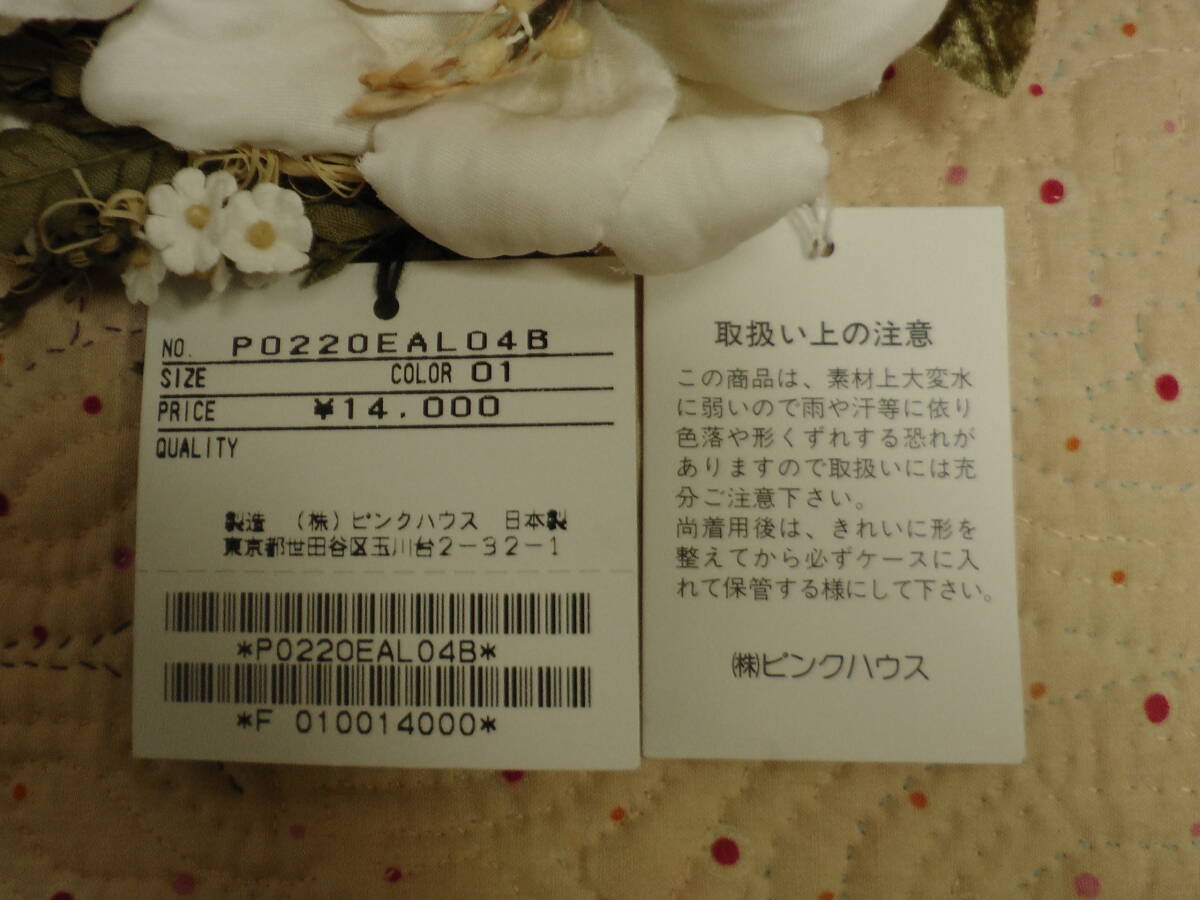 NO. P0220EAL04B
SIZE COLOR 01
PRICE ¥14.000
QUALITY
製造 (株)ピンクハウス 日本製
東京都世田谷区玉川台2-32-1
*P0220EAL04B*
*F 010014000*
取扱い上の注意
この商品は、素材上大変水
に弱いので雨や汗等に依り
色落や形くずれする恐れが
ありますので取扱いには充
分ご注意下さい。
尚着用後は、きれいに形を
整えてから必ずケースに入
れて保管する様にして下さい。
㈱ピンクハウス